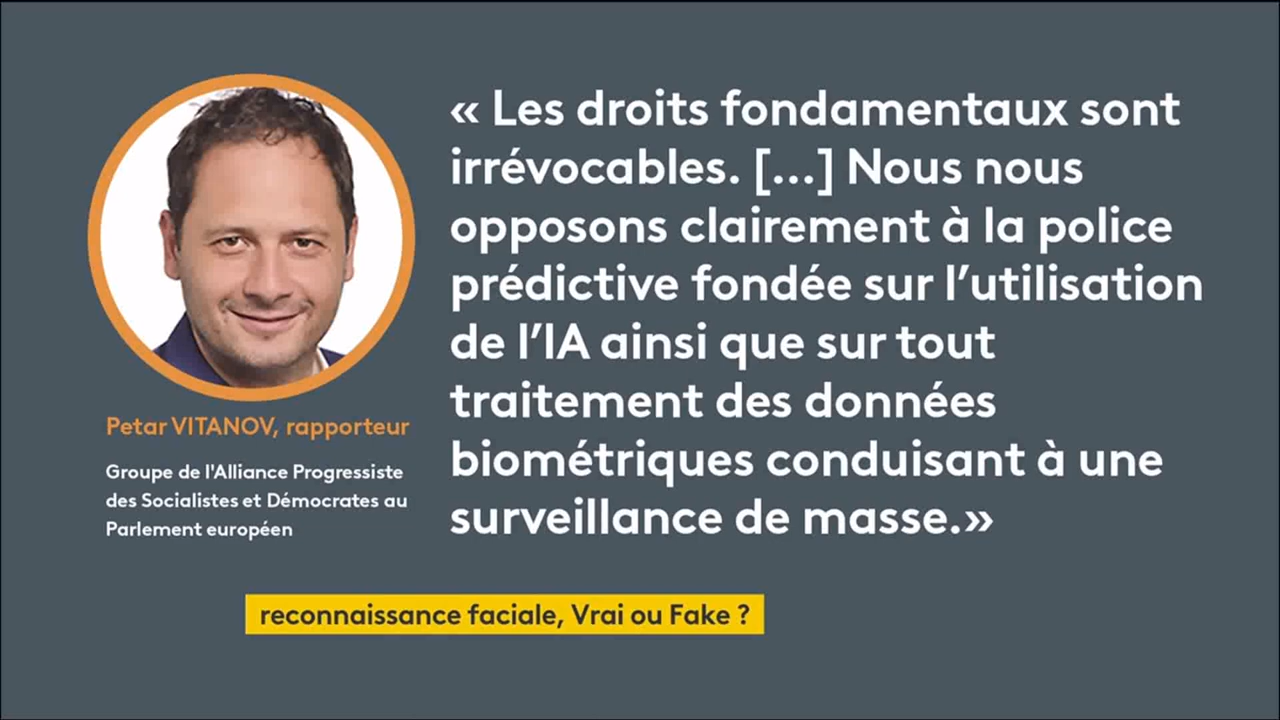 « Les droits fondamentaux sont
irrévocables. [...] Nous nous
opposons clairement à la police
prédictive fondée sur l’utilisation
de l’IA ainsi que sur tout
traitement des données
biométriques conduisant à une
surveillance de masse.»
Petar VITANOV, rapporteur
Groupe de l'Alliance Progressiste
des Socialistes et Démocrates au
Parlement européen
reconnaissance faciale, Vrai ou Fake ?